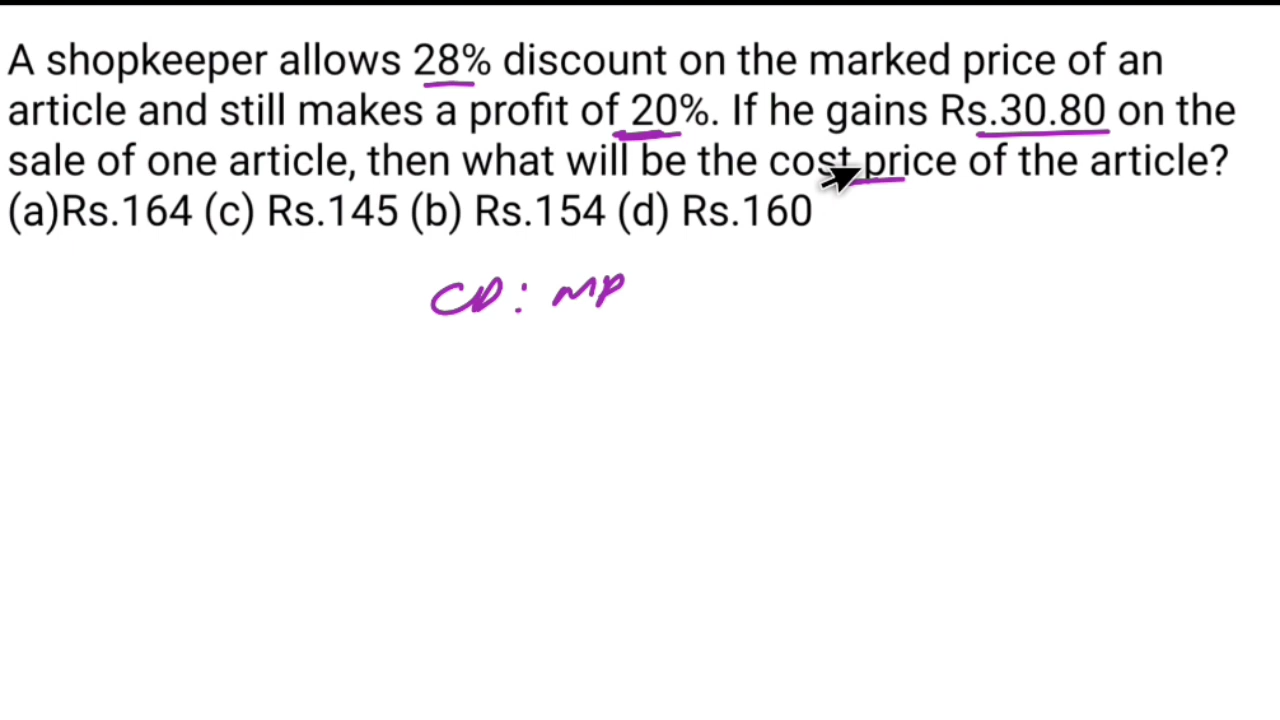 A shopkeeper allows 28% discount on the marked price of an
article and still makes a profit of 20%. If he gains Rs.30.80 on the
sale of one article, then what will be the cost price of the article?
(a)Rs.164 (c) Rs.145 (b) Rs.154 (d) Rs.160
CP : MP